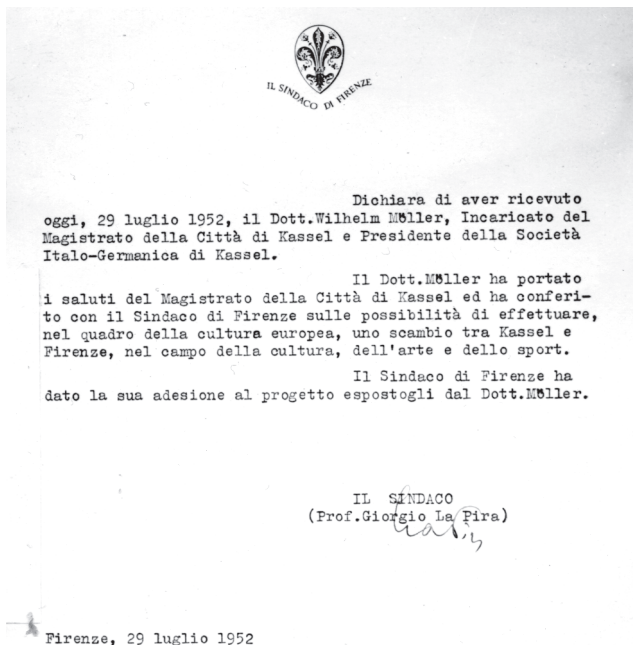 IL SINDACO DI FIRENZE
Dichiara di aver ricevuto
oggi, 29 luglio 1952, il Dott.Wilhelm Möller, Incaricato del
Magistrato della Città di Kassel e Presidente della Società
Italo-Germanica di Kassel.
Il Dott.Möller ha portato
i saluti del Magistrato della Città di Kassel ed ha conferi-
to con il Sindaco di Firenze sulle possibilità di effettuare,
nel quadro della cultura europea, uno scambio tra Kassel e
Firenze, nel campo della cultura, dell'arte e dello sport.
Il Sindaco di Firenze ha
dato la sua adesione al progetto espostogli dal Dott.Möller.
IL SINDACO
(Prof.Giorgio La Pira)
La Pira
Firenze, 29 luglio 1952